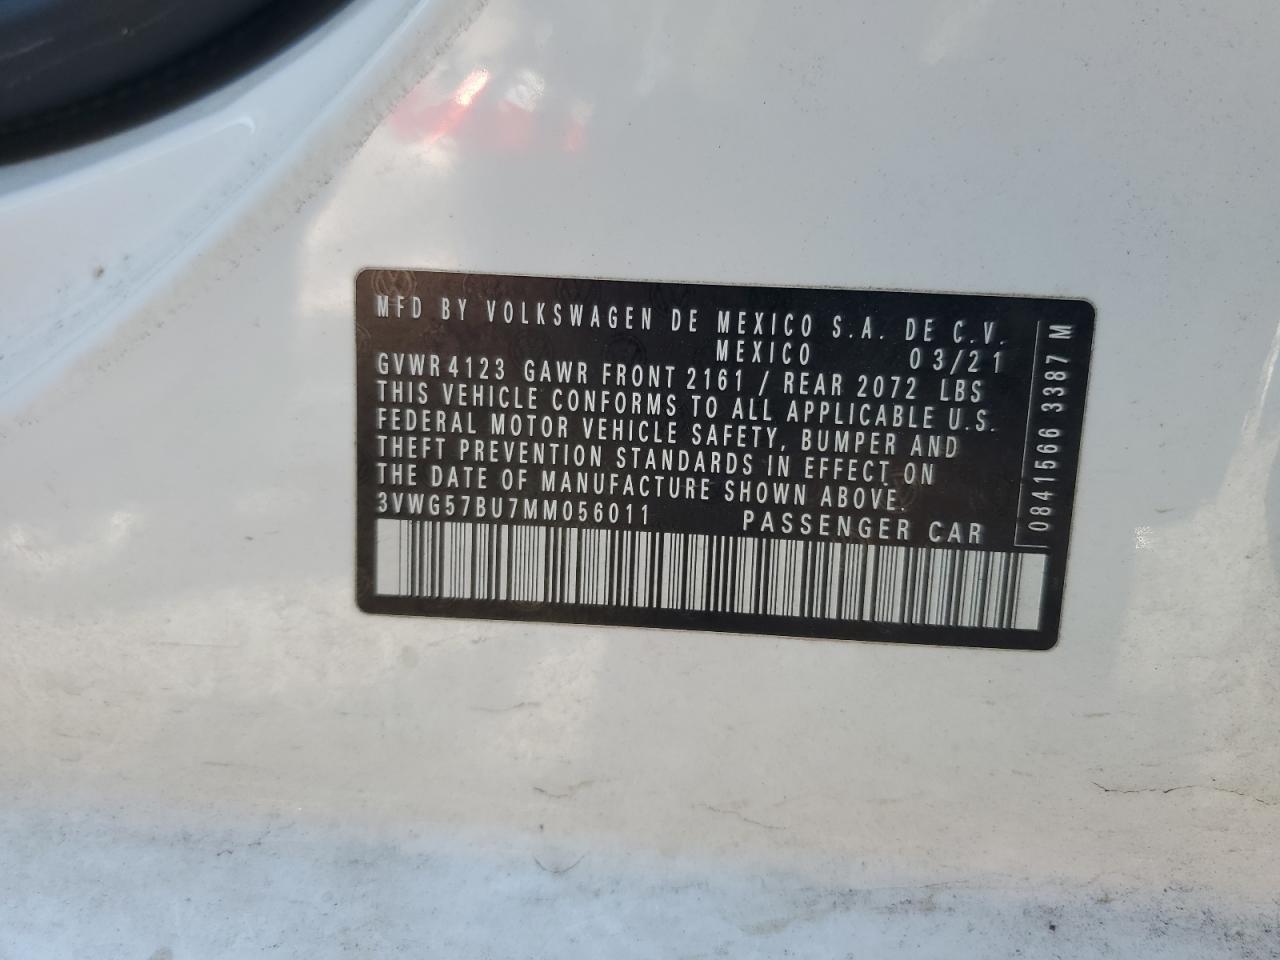 MFD BY VOLKSWAGEN DE MEXICO S.A. DE C.V.
MEXICO 03/21
GVWR 4123 GAWR FRONT 2161 / REAR 2072 LBS
THIS VEHICLE CONFORMS TO ALL APPLICABLE U.S.
FEDERAL MOTOR VEHICLE SAFETY, BUMPER AND
THEFT PREVENTION STANDARDS IN EFFECT ON
THE DATE OF MANUFACTURE SHOWN ABOVE.
3VWG57BU7MM056011 PASSENGER CAR
0841566 3387 M